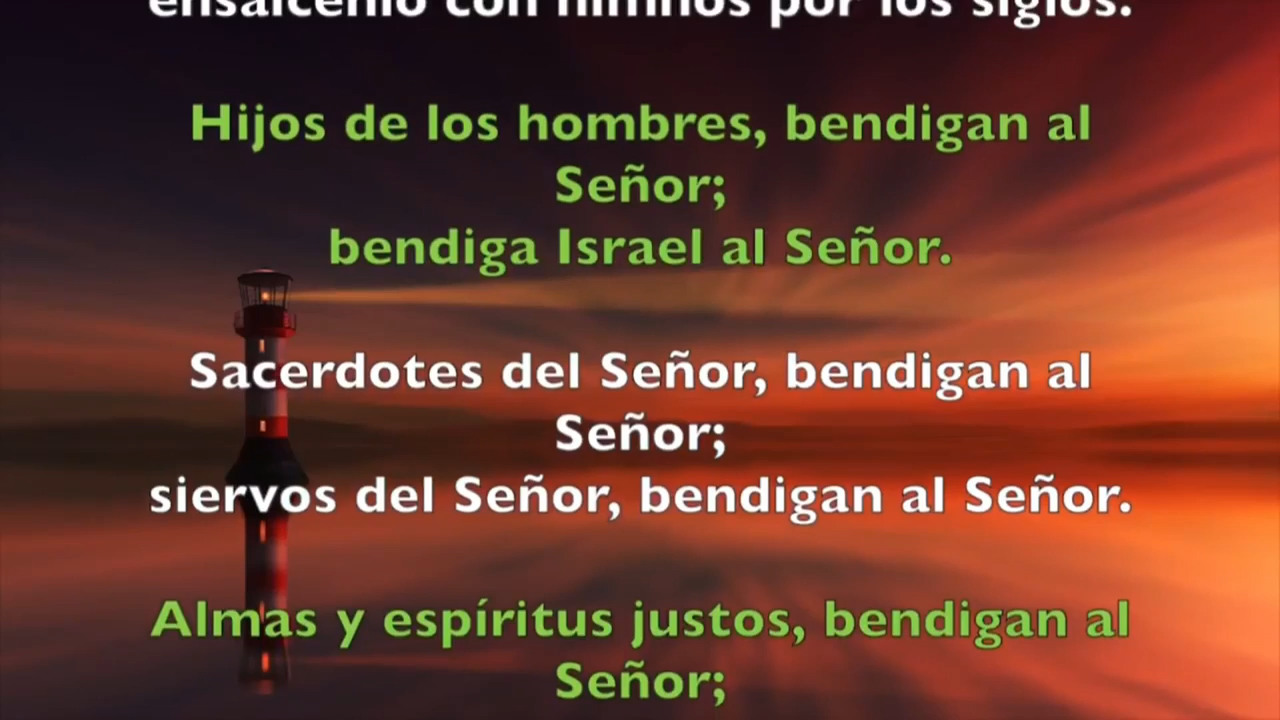 ensálcenlo con himnos por los siglos.
Hijos de los hombres, bendigan al
Señor;
bendiga Israel al Señor.
Sacerdotes del Señor, bendigan al
Señor;
siervos del Señor, bendigan al Señor.
Almas y espíritus justos, bendigan al
Señor;